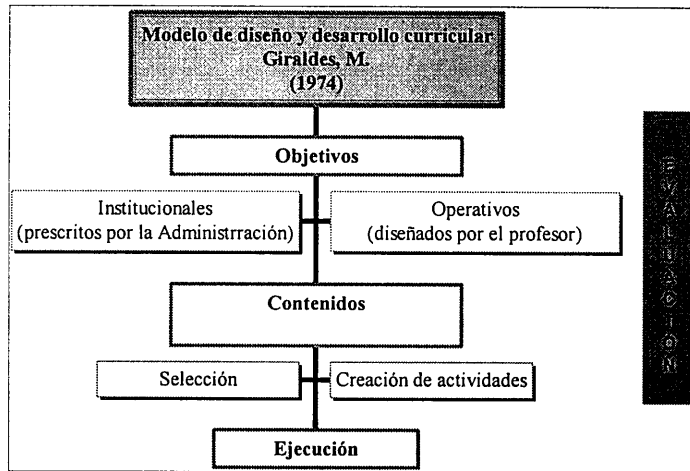 Modelo de diseño y desarrollo curricular
Giraldes, M.
(1974)
Objetivos
Institucionales
(prescritos por la Administrración)
Operativos
(diseñados por el profesor)
Contenidos
Selección
Creación de actividades
Ejecución
EVALUACION